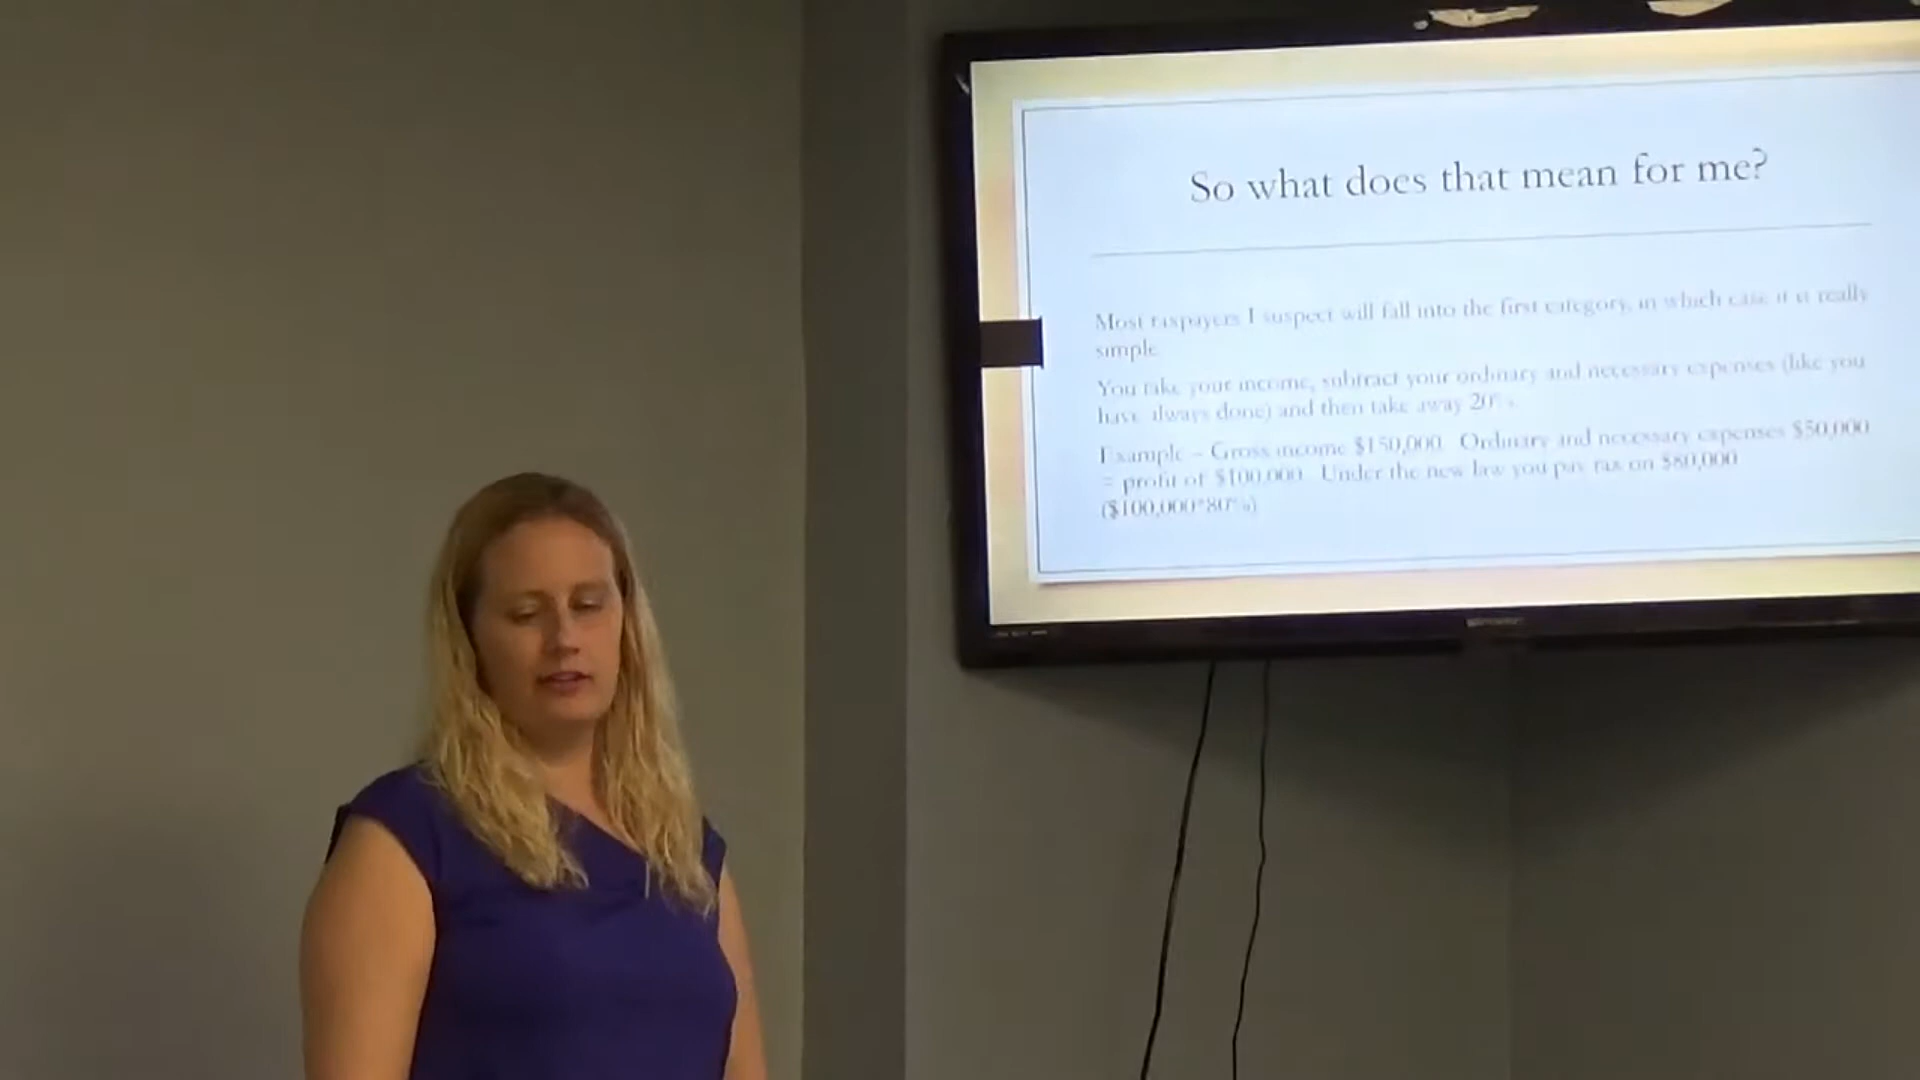 So what does that mean for me?
Most taxpayers I suspect will fall into the first category, in which case it is really
simple
You take your income, subtract your ordinary and necessary expenses (like you
have always done) and then take away 20%.
Example – Gross income $150,000 Ordinary and necessary expenses $50,000
= profit of $100,000 Under the new law you pay tax on $80,000
($100,000*80%)